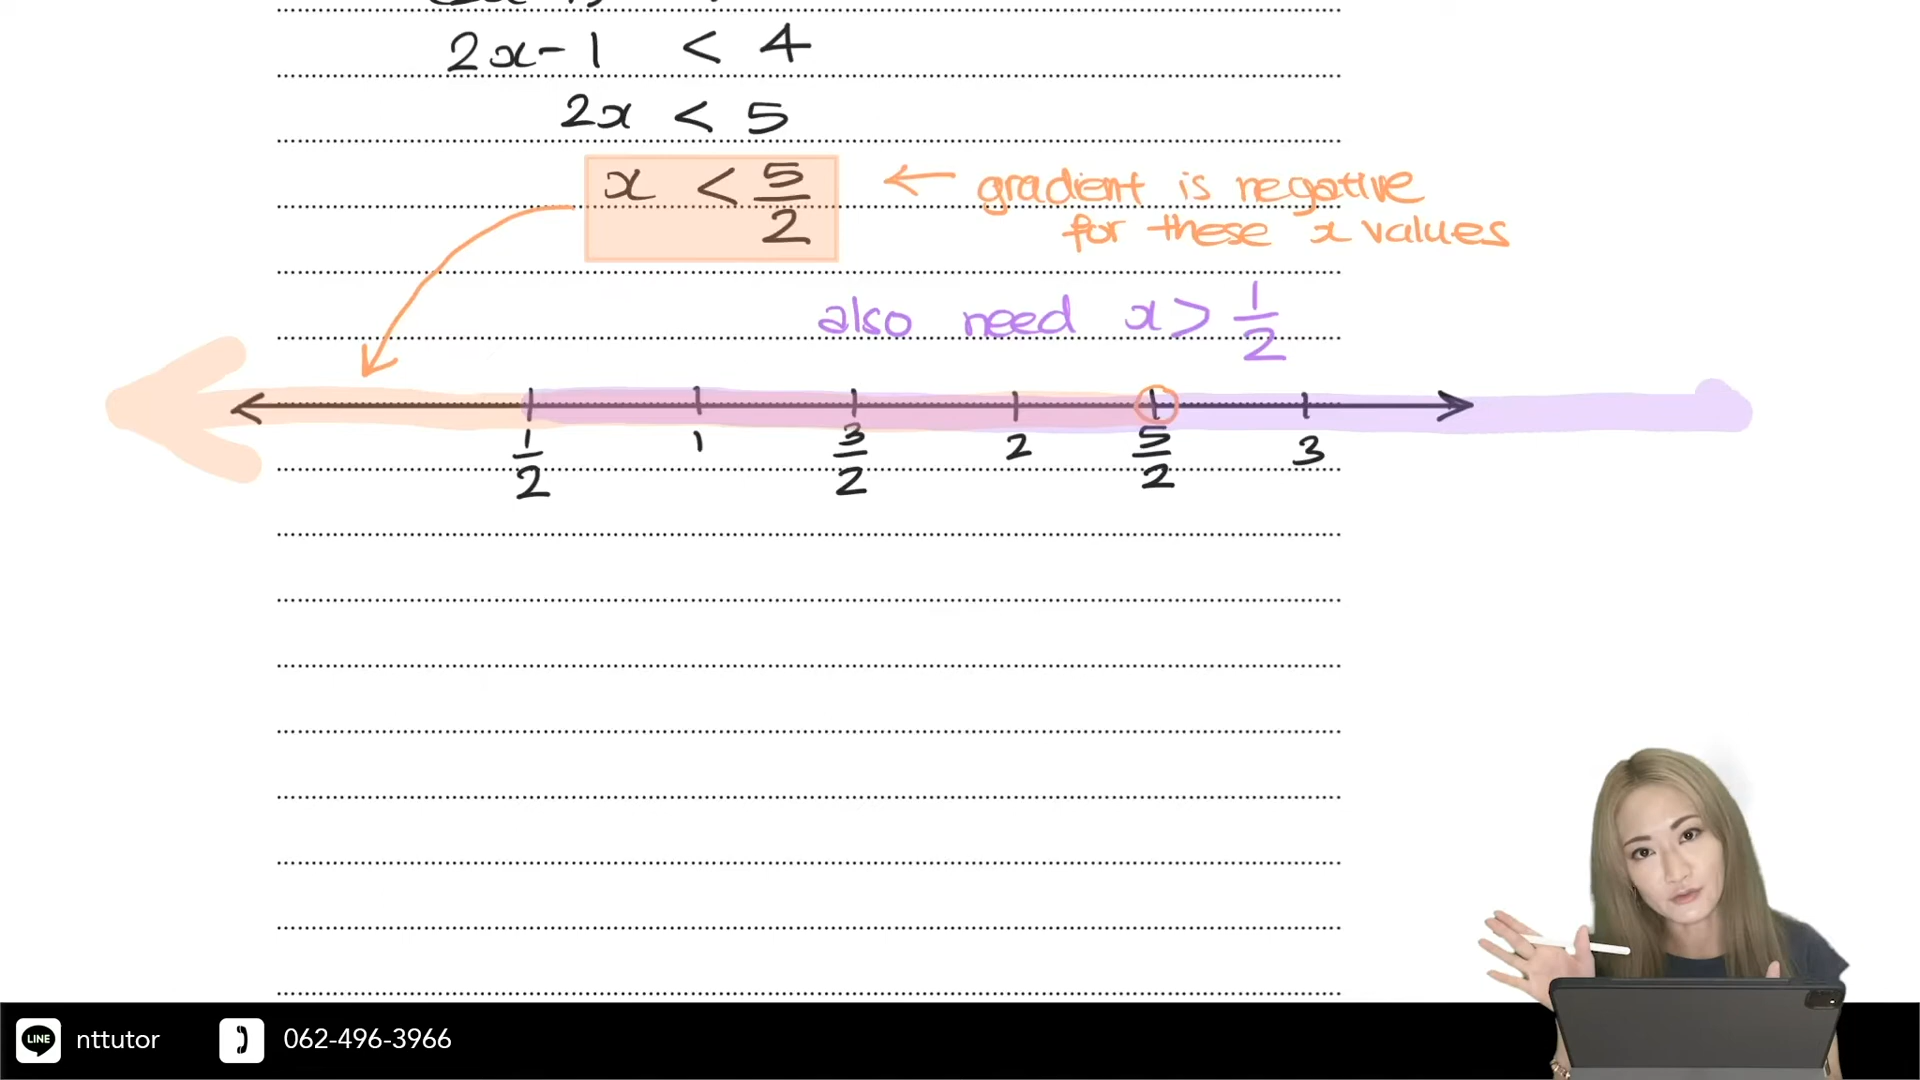 2x - 1 < 4
2x < 5
x < 5/2 ← gradient is negative
for these x values
also need x > 1/2
1/2 1 3/2 2 5/2 3
LINE nttutor 062-496-3966